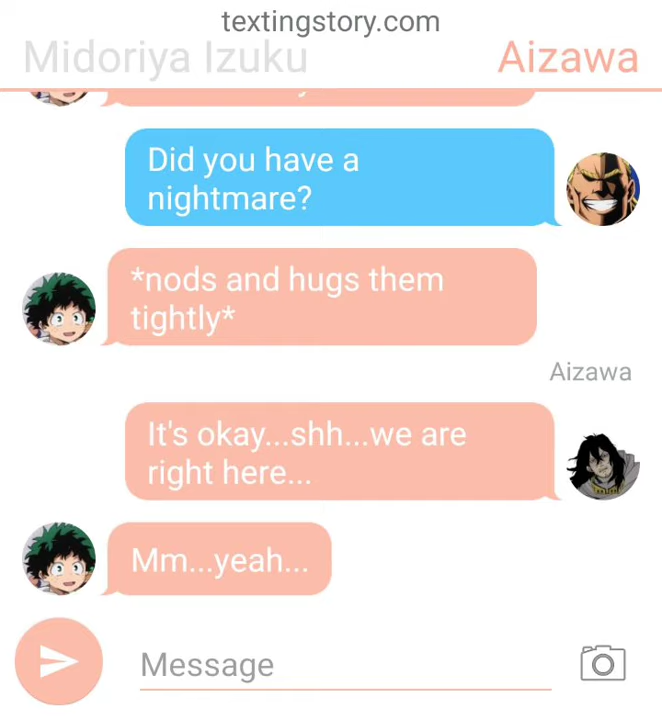 textingstory.com
Midoriya Izuku
Aizawa
Did you have a
nightmare?
*nods and hugs them
tightly*
Aizawa
It's okay...shh...we are
right here...
Mm...yeah...
Message